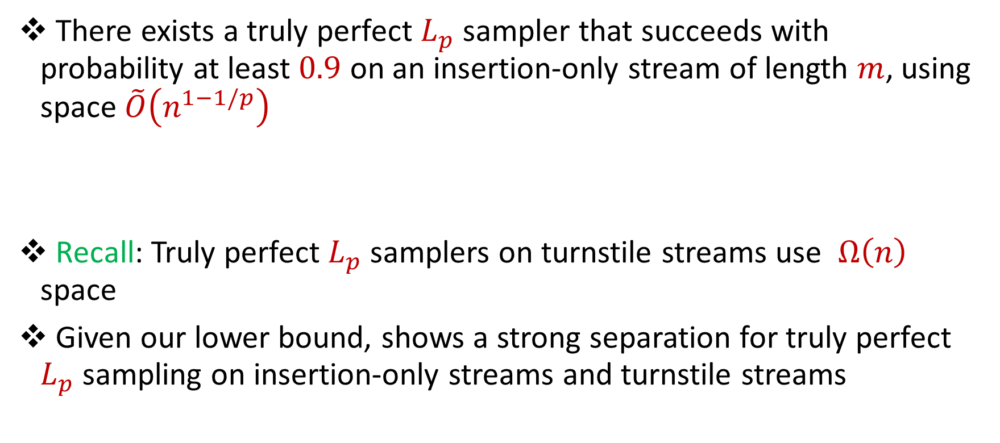 ❖ There exists a truly perfect $L_p$ sampler that succeeds with
probability at least 0.9 on an insertion-only stream of length $m$, using
space $\tilde{O}(n^{1-1/p})$
❖ Recall: Truly perfect $L_p$ samplers on turnstile streams use $\Omega(n)$
space
❖ Given our lower bound, shows a strong separation for truly perfect
$L_p$ sampling on insertion-only streams and turnstile streams